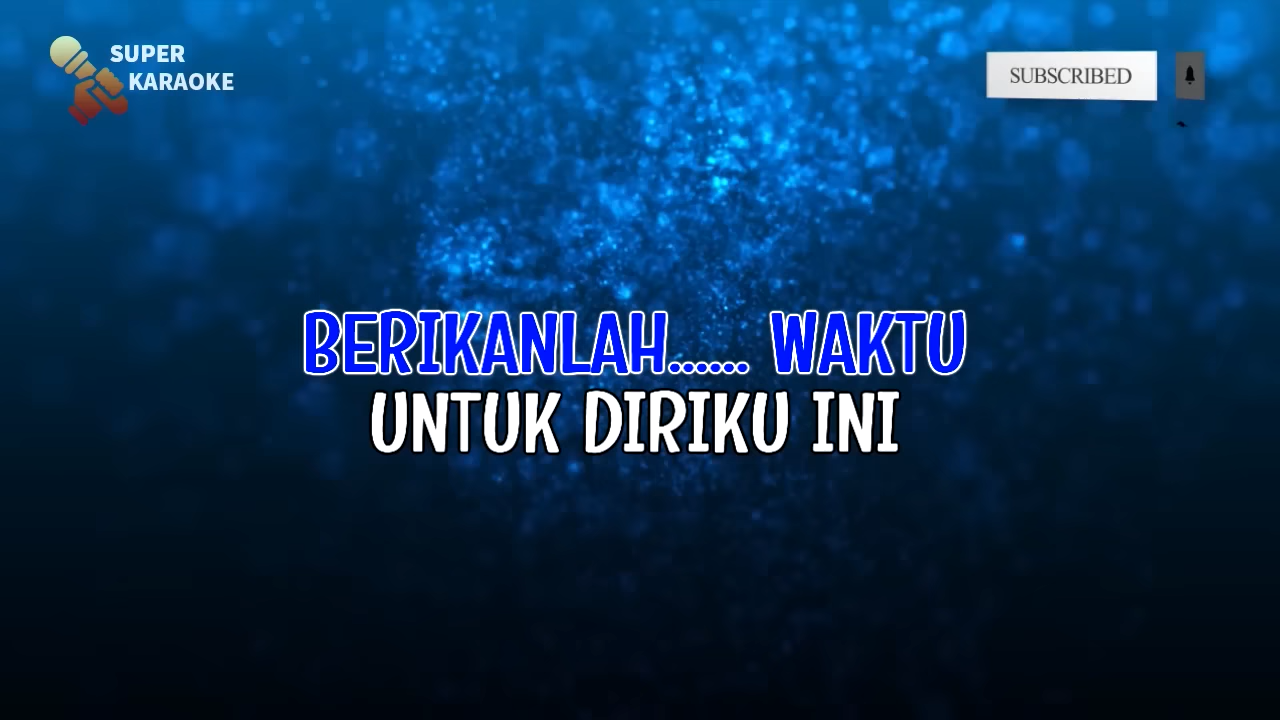 SUPER
KARAOKE
SUBSCRIBED
BERIKANLAH...... WAKTU
UNTUK DIRIKU INI